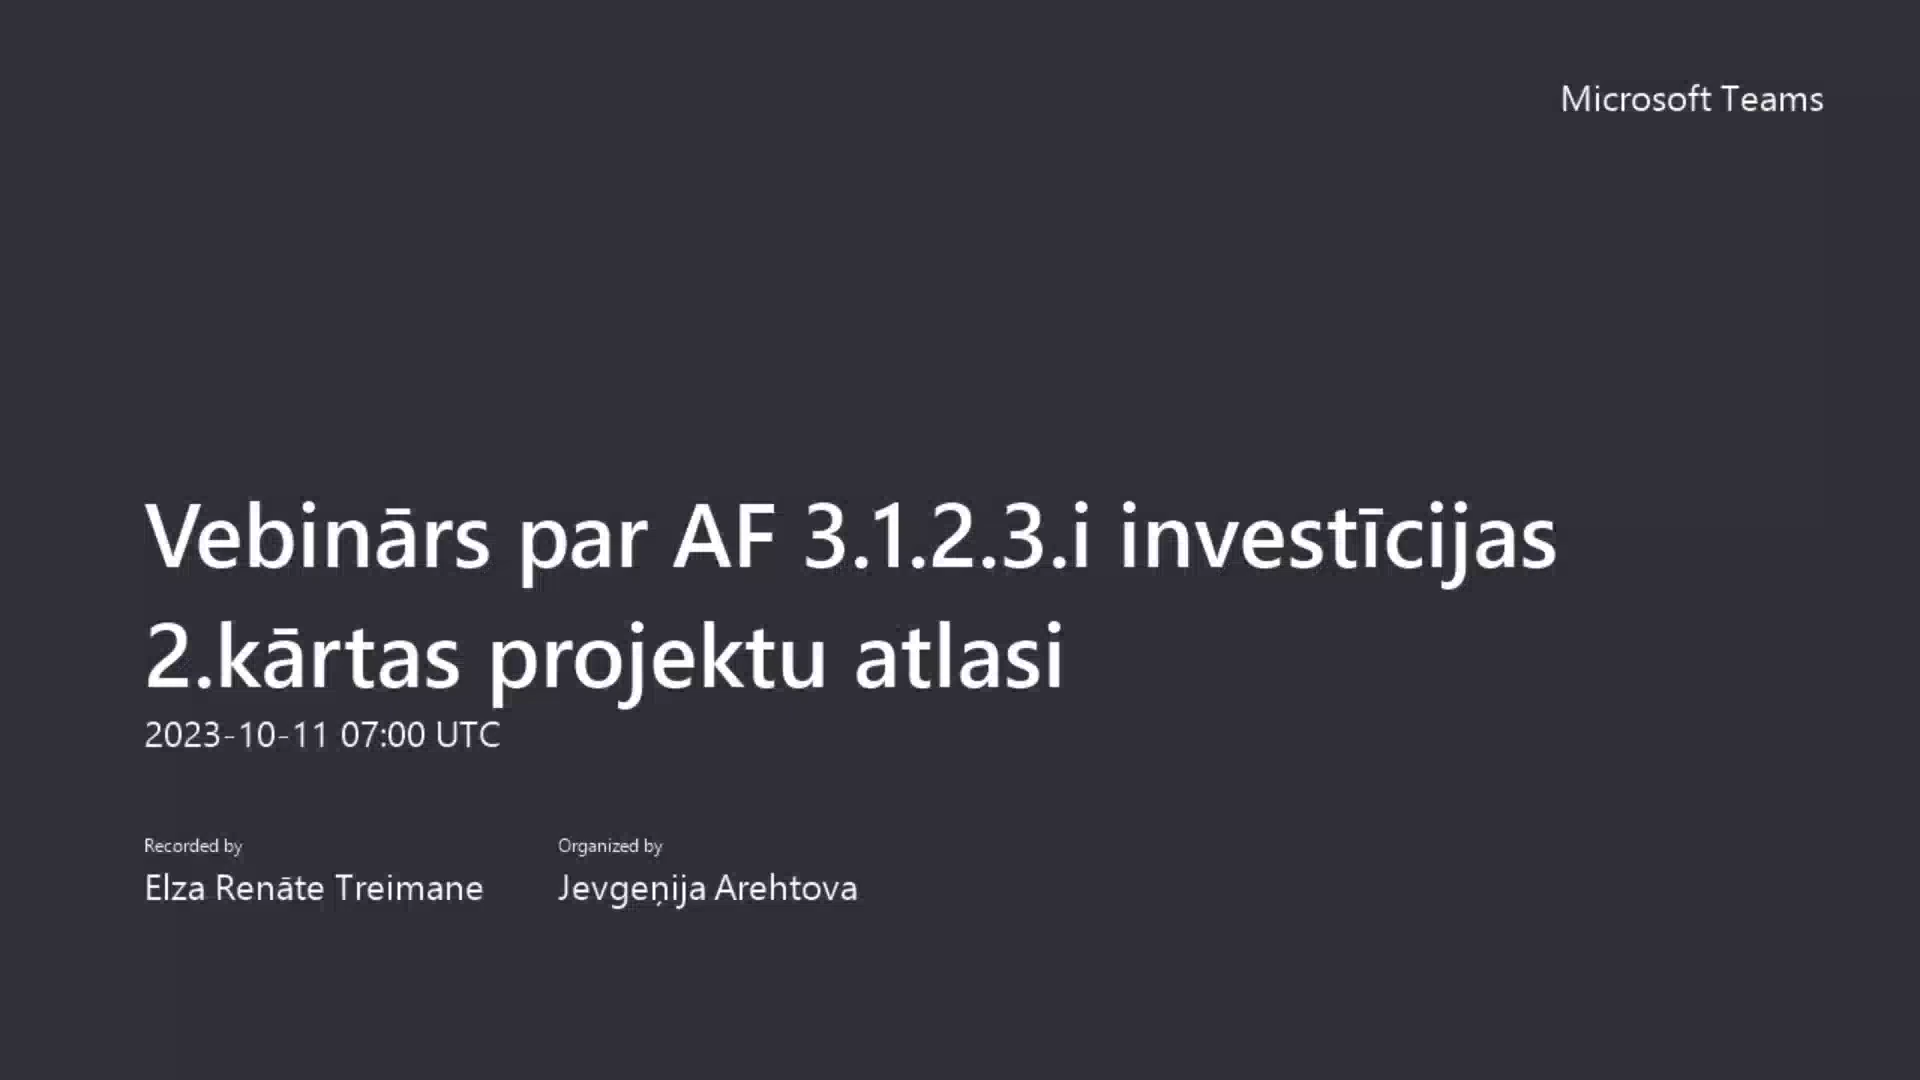 Microsoft Teams
Vebinārs par AF 3.1.2.3.i investīcijas
2.kārtas projektu atlasi
2023-10-11 07:00 UTC
Recorded by
Elza Renāte Treimane
Organized by
Jevgeņija Arehtova